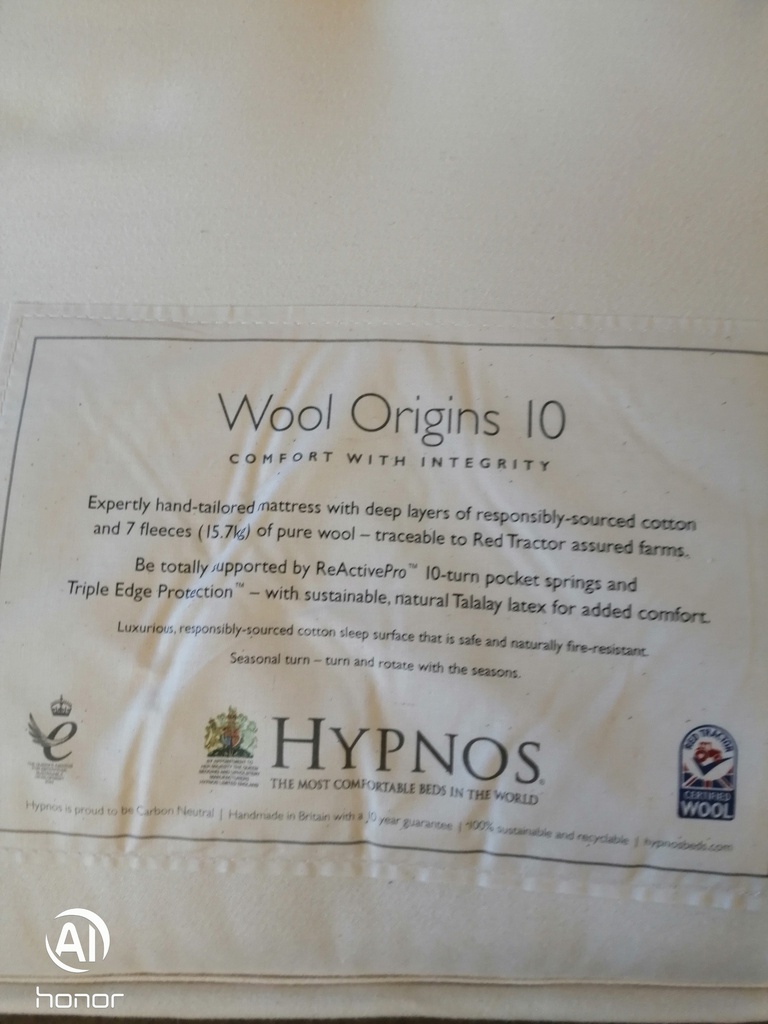 Wool Origins 10
COMFORT WITH INTEGRITY
Expertly hand-tailored mattress with deep layers of responsibly-sourced cotton
and 7 fleeces (15.7kg) of pure wool – traceable to Red Tractor assured farms.
Be totally supported by ReActivePro™ 10-turn pocket springs and
Triple Edge Protection™ – with sustainable, natural Talalay latex for added comfort.
Luxurious, responsibly-sourced cotton sleep surface that is safe and naturally fire-resistant.
Seasonal turn – turn and rotate with the seasons.
HYPNOS
THE MOST COMFORTABLE BEDS IN THE WORLD
RED TRACTOR
CERTIFIED
WOOL
Hypnos is proud to be Carbon Neutral | Handmade in Britain with a 10 year guarantee | 100% sustainable and recyclable | hypnosbeds.com
AI
honor